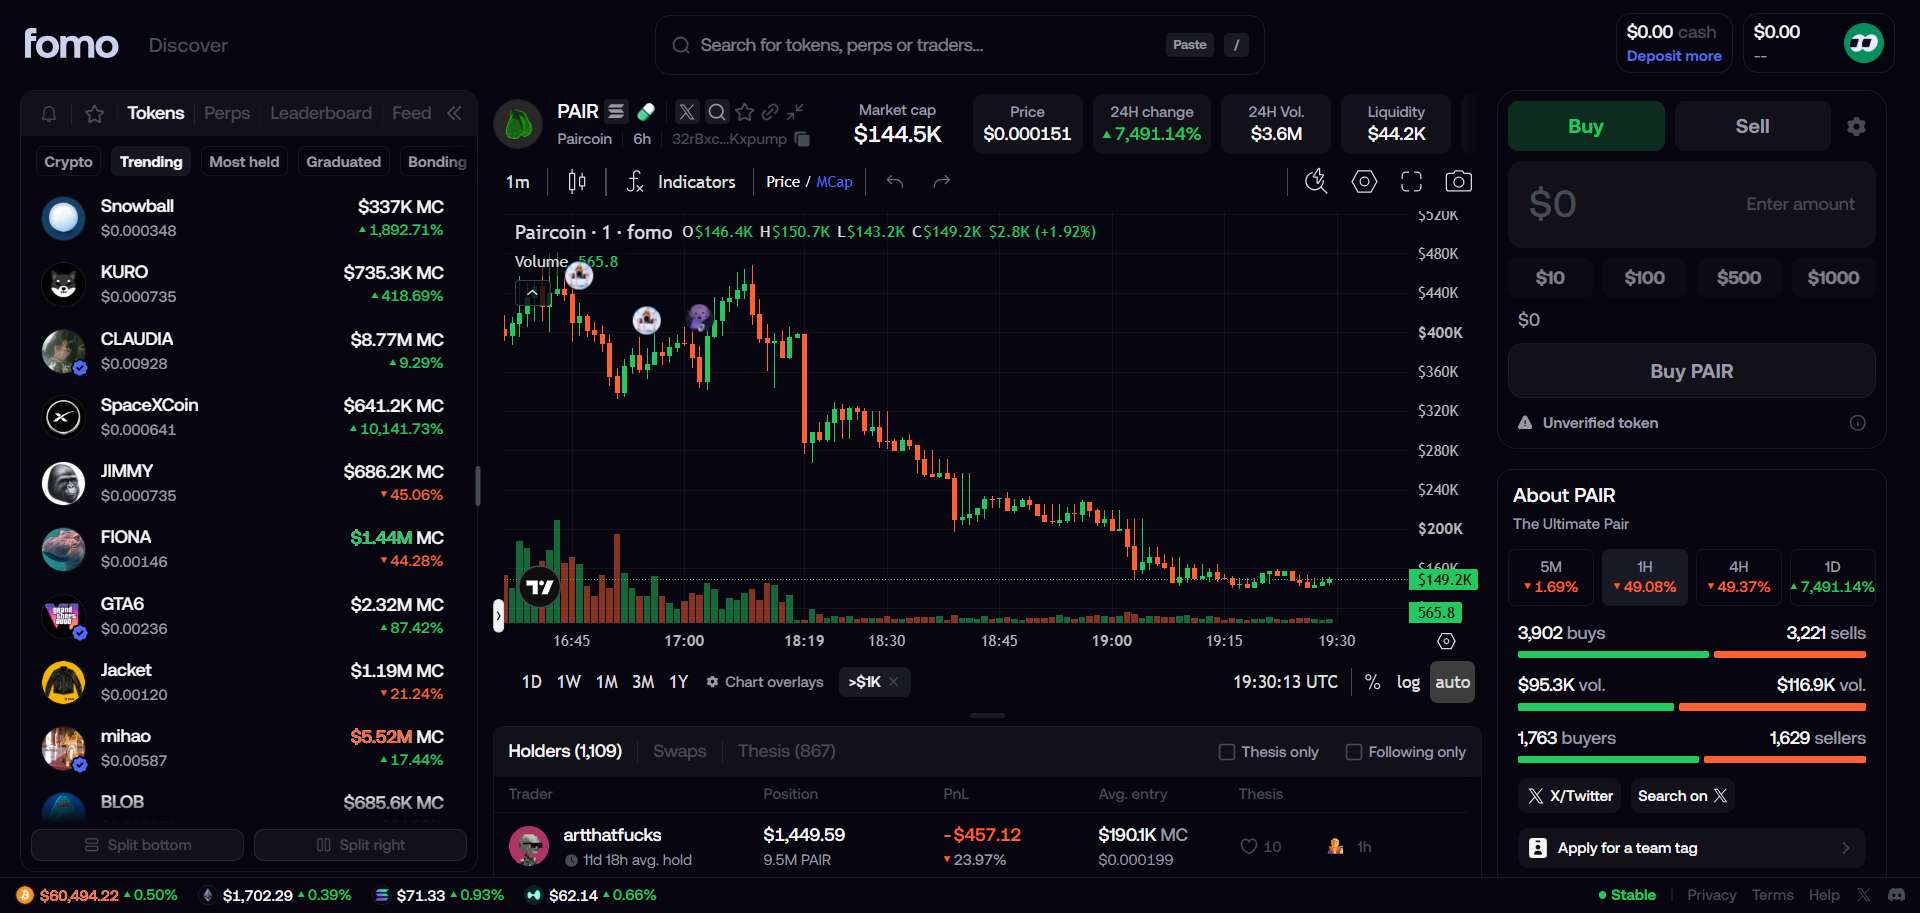 fomo
Discover
Search for tokens, perps or traders...
Paste
/
$0.00 cash
Deposit more
$0.00
--
Tokens
Perps
Leaderboard
Feed
Crypto
Trending
Most held
Graduated
Bonding
Snowball
$337K MC
$0.000348
1,892.71%
KURO
$735.3K MC
$0.000735
418.69%
CLAUDIA
$8.77M MC
$0.00928
9.29%
SpaceXCoin
$641.2K MC
$0.000641
10,141.73%
JIMMY
$686.2K MC
$0.000735
45.06%
FIONA
$1.44M MC
$0.00146
44.28%
GTA6
$2.32M MC
$0.00236
87.42%
Jacket
$1.19M MC
$0.00120
21.24%
mihao
$5.52M MC
$0.00587
17.44%
BLOB
$685.6K MC
Split bottom
Split right
PAIR
Paircoin
6h
32rBxc...Kxpump
Market cap
$144.5K
Price
$0.000151
24H change
7,491.14%
24H Vol.
$3.6M
Liquidity
$44.2K
1m
Indicators
Price / MCap
Paircoin · 1 · fomo O$146.4K H$150.7K L$143.2K C$149.2K $2.8K (+1.92%)
Volume 565.8
$520K
$480K
$440K
$400K
$360K
$320K
$280K
$240K
$200K
$160K
$149.2K
565.8
16:45
17:00
18:19
18:30
18:45
19:00
19:15
19:30
1D
1W
1M
3M
1Y
Chart overlays
>$1K
19:30:13 UTC
%
log
auto
Holders (1,109)
Swaps
Thesis (867)
Thesis only
Following only
Trader
Position
PnL
Avg. entry
Thesis
artthatfucks
$1,449.59
-$457.12
$190.1K MC
10
1h
11d 18h avg. hold
9.5M PAIR
23.97%
$0.000199
Buy
Sell
$0
Enter amount
$10
$100
$500
$1000
$0
Buy PAIR
Unverified token
About PAIR
The Ultimate Pair
5M
1.69%
1H
49.08%
4H
49.37%
1D
7,491.14%
3,902 buys
3,221 sells
$95.3K vol.
$116.9K vol.
1,763 buyers
1,629 sellers
X/Twitter
Search on X
Apply for a team tag
$60,494.22 0.50%
$1,702.29 0.39%
$71.33 0.93%
$62.14 0.66%
Stable
Privacy
Terms
Help